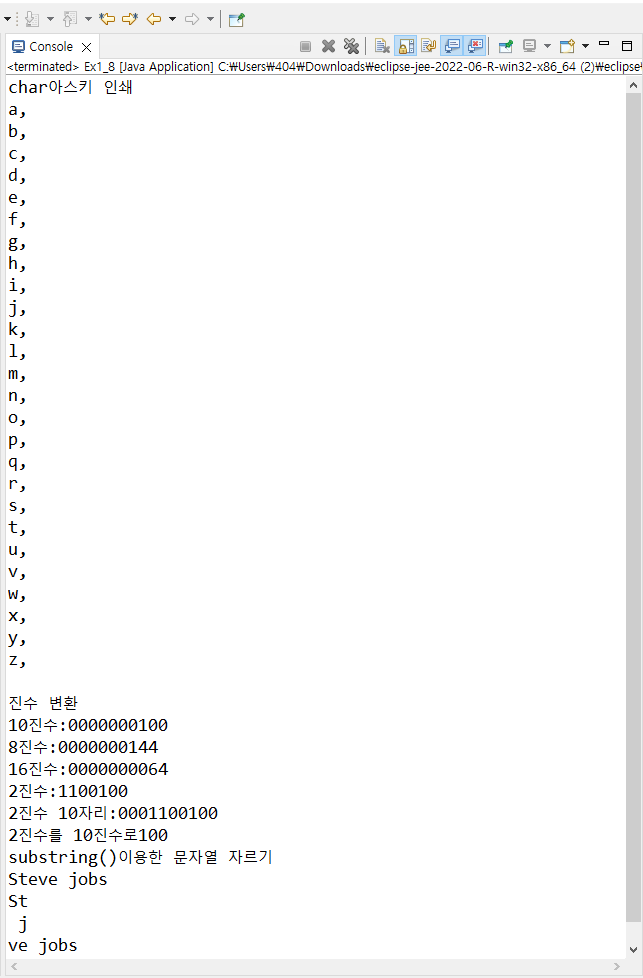 Console
<terminated> Ex1_8 [Java Application] C:₩Users₩404₩Downloads₩eclipse-jee-2022-06-R-win32-x86_64 (2)₩eclipse₩
char아스키 인쇄
a,
b,
c,
d,
e,
f,
g,
h,
i,
j,
k,
l,
m,
n,
o,
p,
q,
r,
s,
t,
u,
v,
w,
x,
y,
z,
진수 변환
10진수:0000000100
8진수:0000000144
16진수:0000000064
2진수:1100100
2진수 10자리:0001100100
2진수를 10진수로100
substring()이용한 문자열 자르기
Steve jobs
St
 j
ve jobs